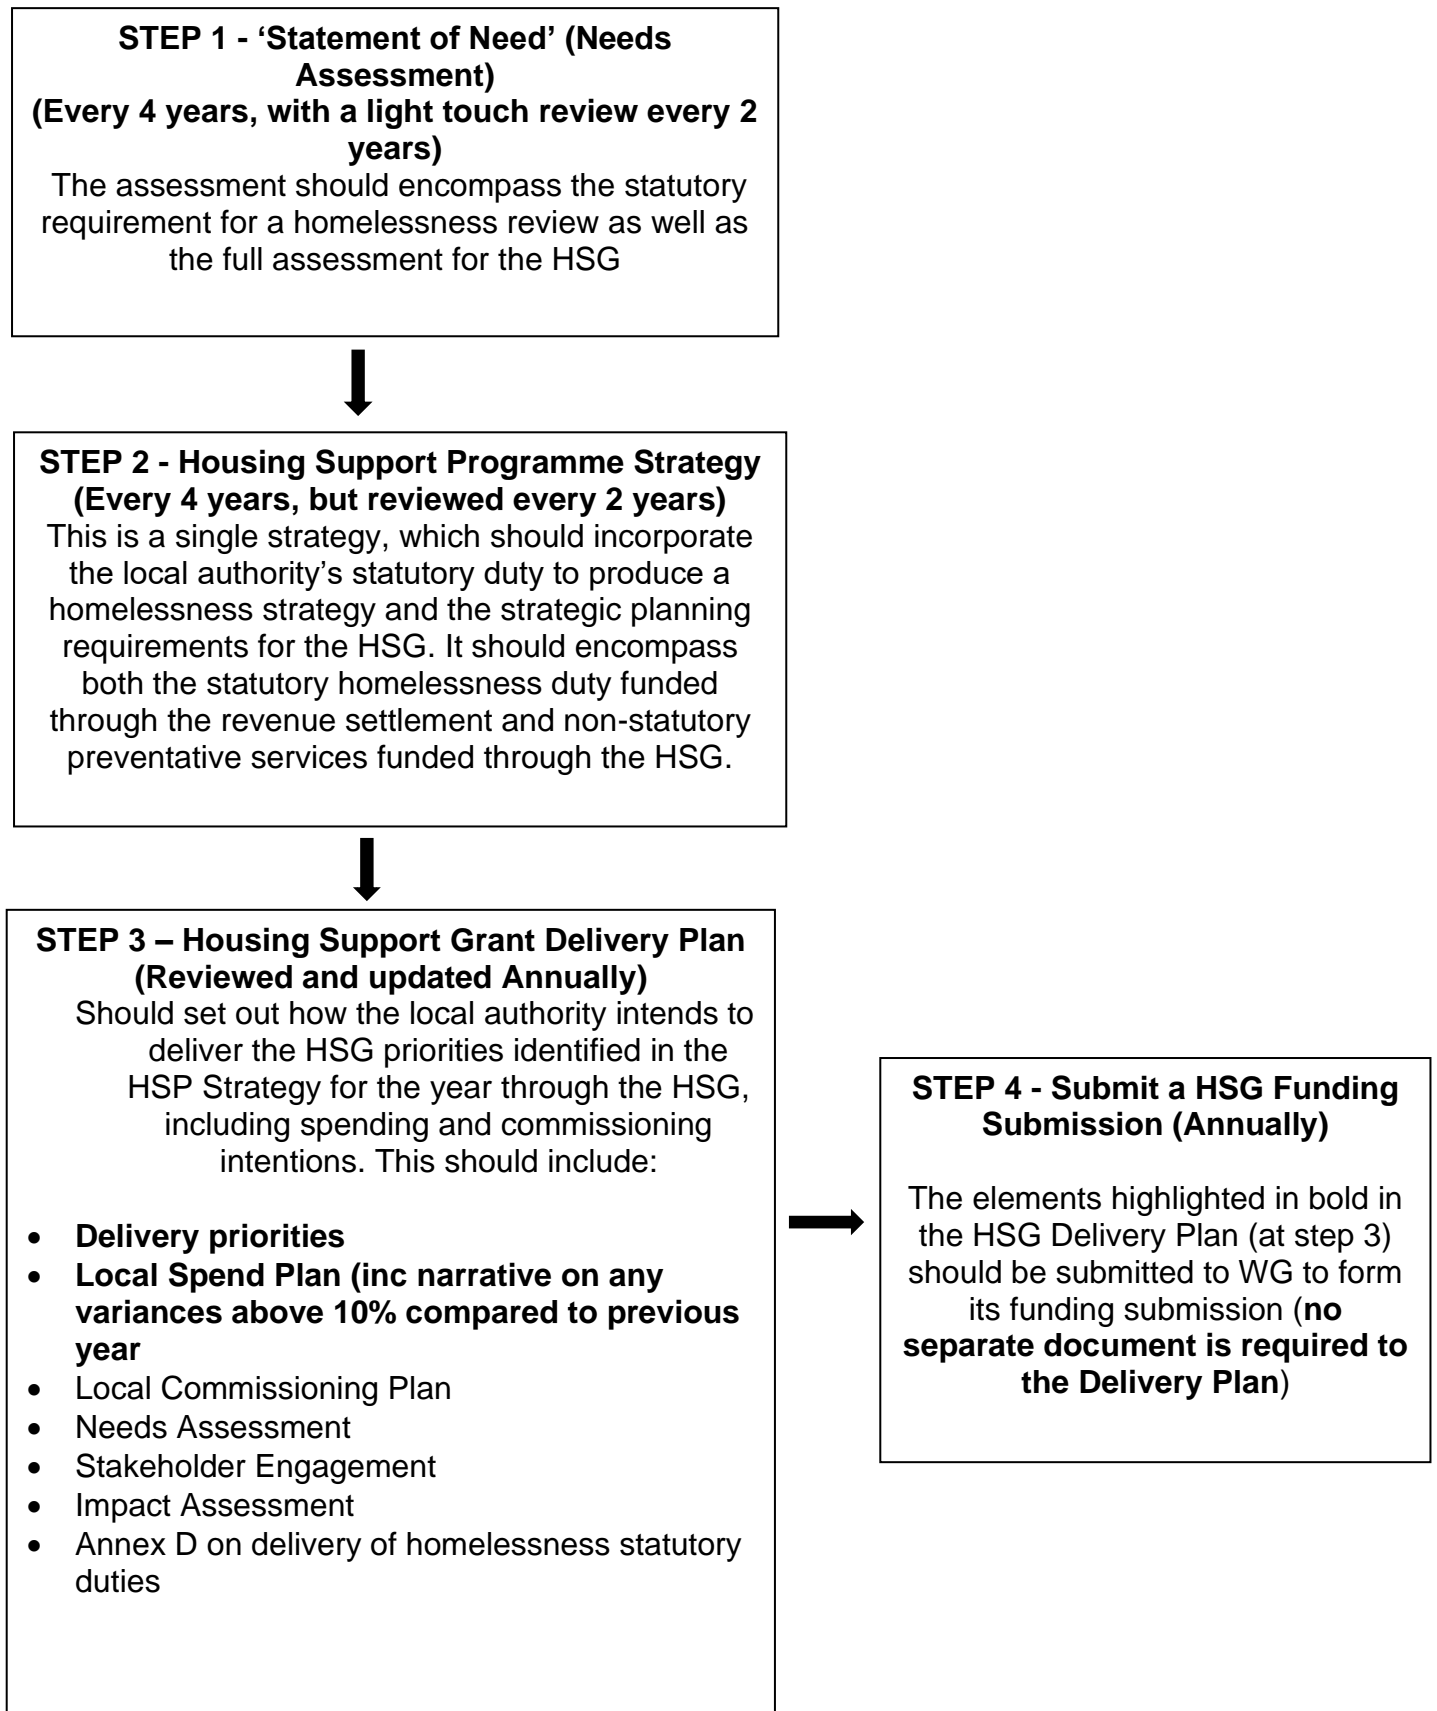 STEP 1 - ‘Statement of Need’ (Needs
Assessment)
(Every 4 years, with a light touch review every 2
years)
The assessment should encompass the statutory
requirement for a homelessness review as well as
the full assessment for the HSG
STEP 2 - Housing Support Programme Strategy
(Every 4 years, but reviewed every 2 years)
This is a single strategy, which should incorporate
the local authority’s statutory duty to produce a
homelessness strategy and the strategic planning
requirements for the HSG. It should encompass
both the statutory homelessness duty funded
through the revenue settlement and non-statutory
preventative services funded through the HSG.
STEP 3 – Housing Support Grant Delivery Plan
(Reviewed and updated Annually)
Should set out how the local authority intends to
deliver the HSG priorities identified in the
HSP Strategy for the year through the HSG,
including spending and commissioning
intentions. This should include:
• Delivery priorities
• Local Spend Plan (inc narrative on any
variances above 10% compared to previous
year
• Local Commissioning Plan
• Needs Assessment
• Stakeholder Engagement
• Impact Assessment
• Annex D on delivery of homelessness statutory
duties
STEP 4 - Submit a HSG Funding
Submission (Annually)
The elements highlighted in bold in
the HSG Delivery Plan (at step 3)
should be submitted to WG to form
its funding submission (no
separate document is required to
the Delivery Plan)